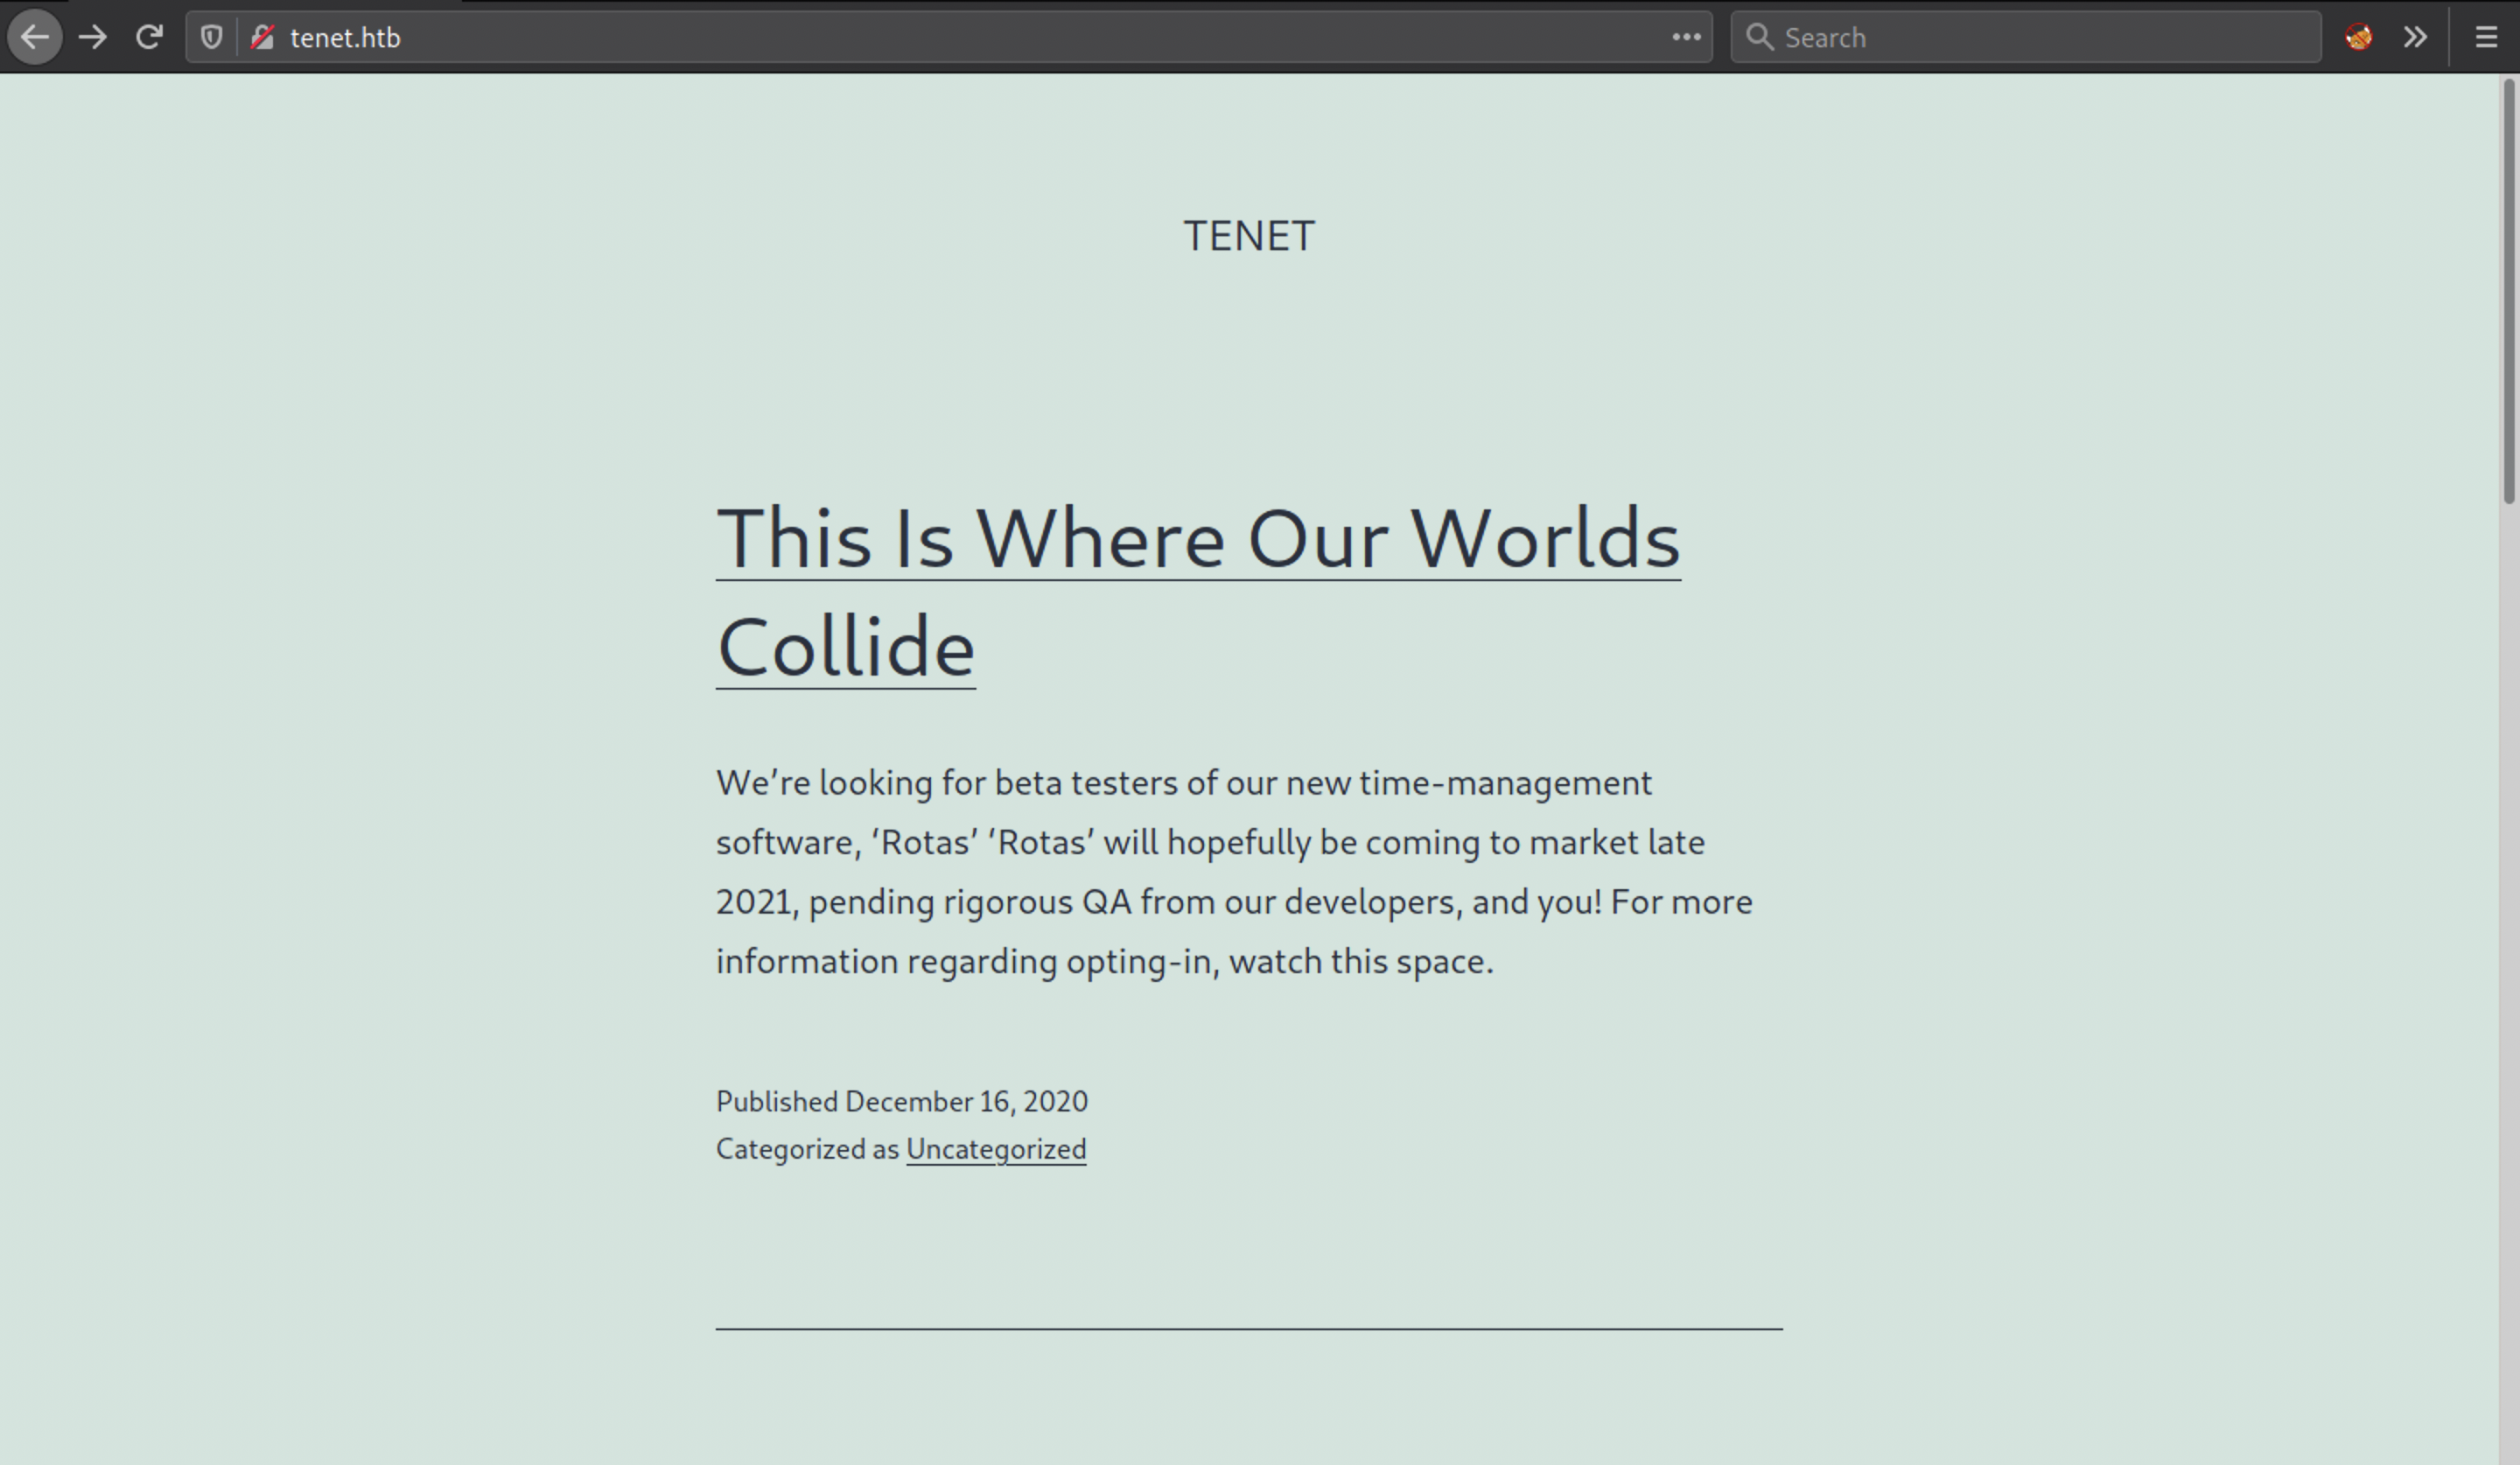 tenet.htb
Search
TENET
This Is Where Our Worlds
Collide
We’re looking for beta testers of our new time-management
software, ‘Rotas’ ‘Rotas’ will hopefully be coming to market late
2021, pending rigorous QA from our developers, and you! For more
information regarding opting-in, watch this space.
Published December 16, 2020
Categorized as Uncategorized